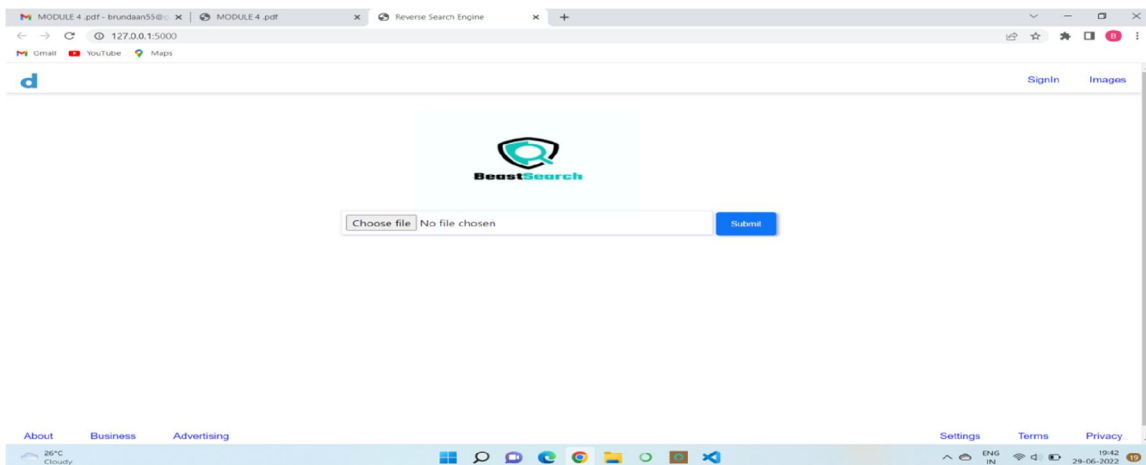 MODULE 4 .pdf - brundaan55@g
MODULE 4 .pdf
Reverse Search Engine
127.0.0.1:5000
B
Gmail
YouTube
Maps
d
SignIn
Images
BeastSearch
Choose file
No file chosen
Submit
About
Business
Advertising
Settings
Terms
Privacy
26°C
Cloudy
ENG
IN
19:42
29-06-2022
19